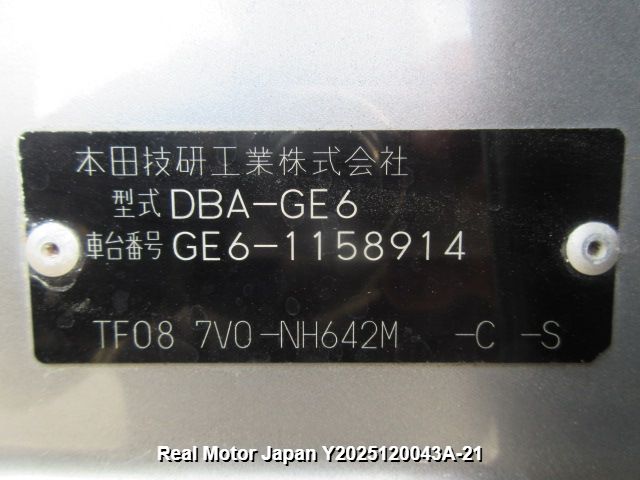 本田技研工業株式会社
型式 DBA-GE6
車台番号 GE6-1158914
TF08 7V0-NH642M -C -S
Real Motor Japan Y2025120043A-21